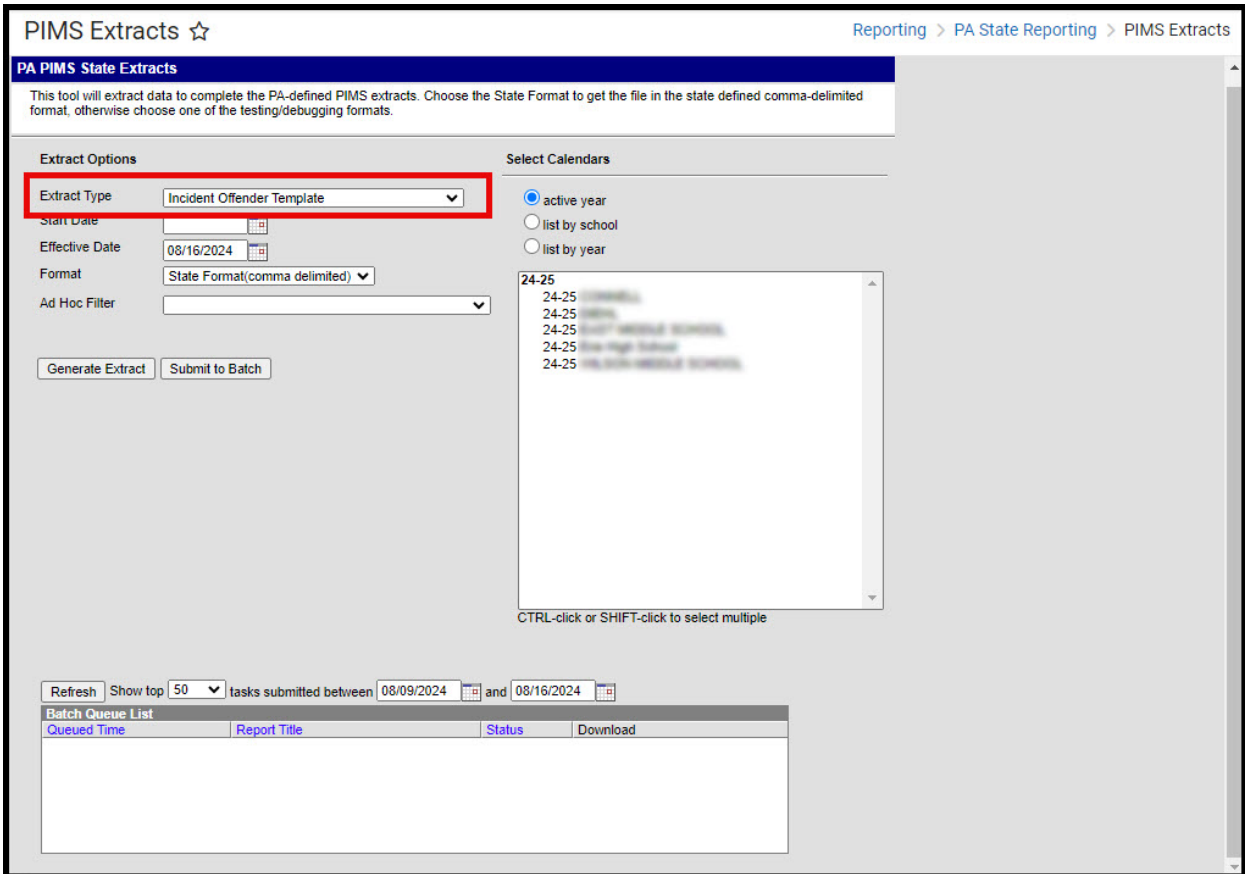 PIMS Extracts
Reporting > PA State Reporting > PIMS Extracts
PA PIMS State Extracts
This tool will extract data to complete the PA-defined PIMS extracts. Choose the State Format to get the file in the state defined comma-delimited
format, otherwise choose one of the testing/debugging formats.
Extract Options
Extract Type Incident Offender Template
Start Date
Effective Date 08/16/2024
Format State Format(comma delimited)
Ad Hoc Filter
Generate Extract Submit to Batch
Select Calendars
active year
list by school
list by year
24-25
24-25
24-25
24-25
24-25
24-25
CTRL-click or SHIFT-click to select multiple
Refresh Show top 50 tasks submitted between 08/09/2024 and 08/16/2024
Batch Queue List
Queued Time Report Title Status Download